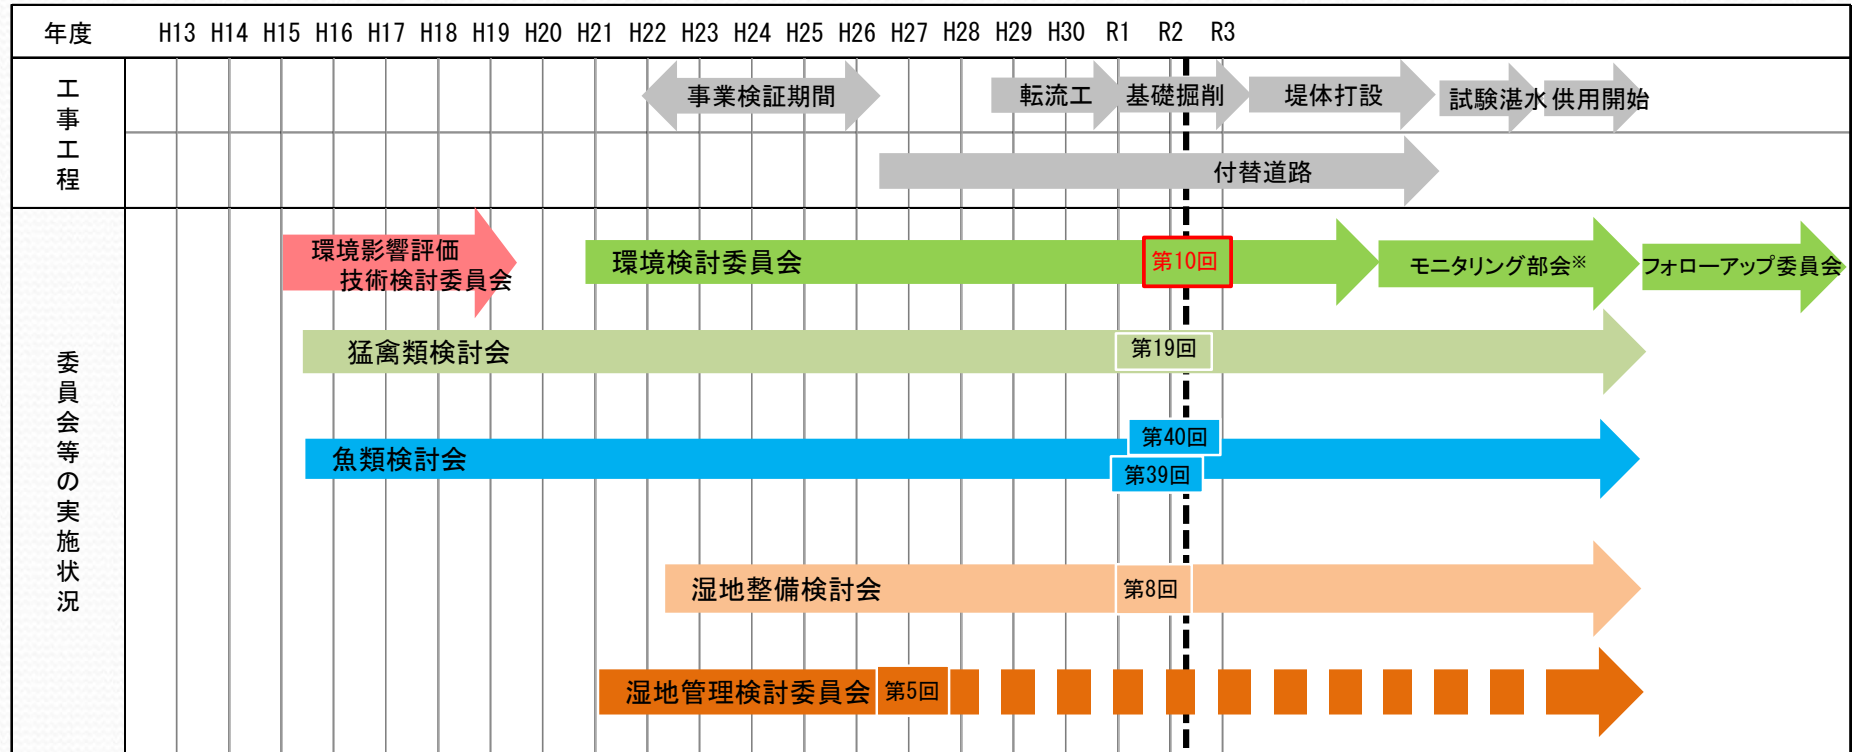 年度 H13 H14 H15 H16 H17 H18 H19 H20 H21 H22 H23 H24 H25 H26 H27 H28 H29 H30 R1 R2 R3
工事工程
事業検証期間 転流工 基礎掘削 堤体打設 試験湛水 供用開始
付替道路
委員会等の実施状況
環境影響評価
技術検討委員会
環境検討委員会 第10回 モニタリング部会※ フォローアップ委員会
猛禽類検討会 第19回
魚類検討会 第40回
第39回
湿地整備検討会 第8回
湿地管理検討委員会 第5回